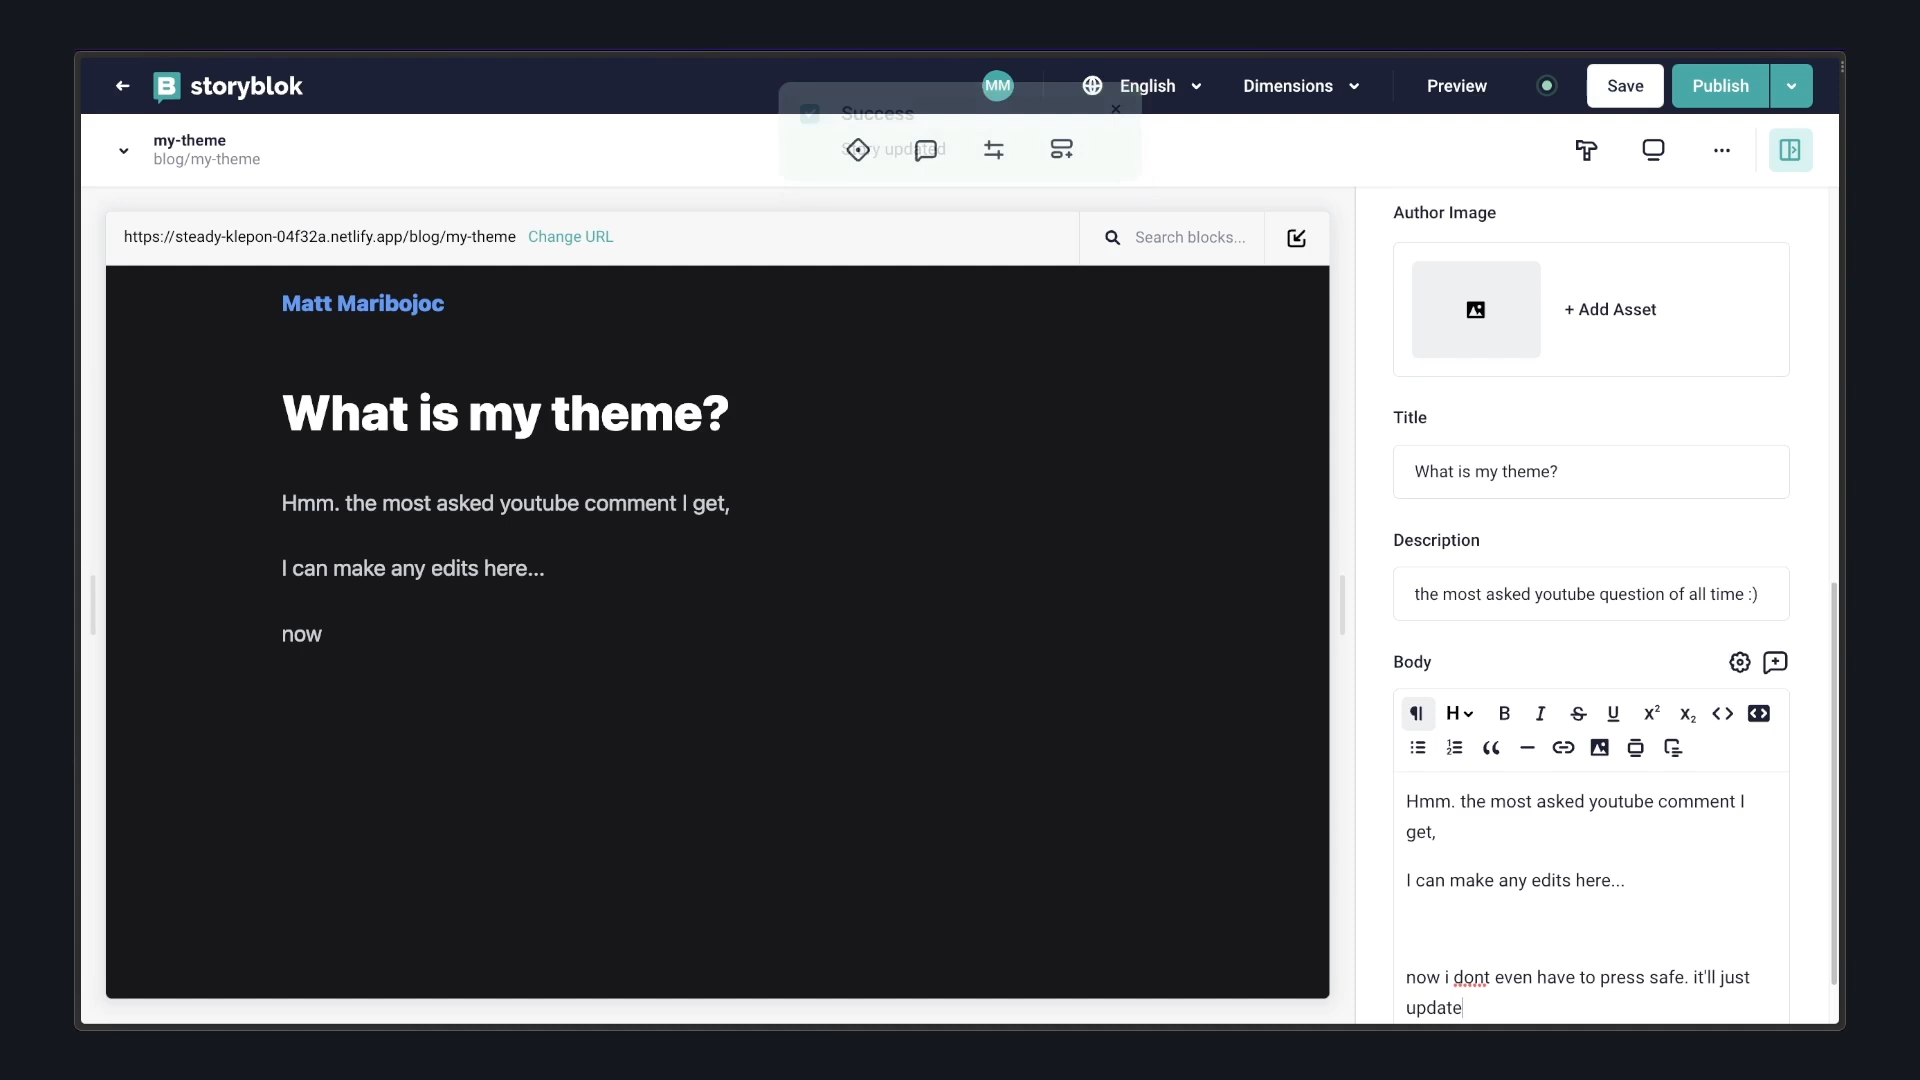 storyblok
MM
English
Dimensions
Preview
Save
Publish
Success
Story updated
my-theme
blog/my-theme
https://steady-klepon-04f32a.netlify.app/blog/my-theme Change URL
Search blocks...
Matt Maribojoc
What is my theme?
Hmm. the most asked youtube comment I get,
I can make any edits here...
now
Author Image
+ Add Asset
Title
What is my theme?
Description
the most asked youtube question of all time :)
Body
Hmm. the most asked youtube comment I
get,
I can make any edits here...
now i dont even have to press safe. it'll just
update